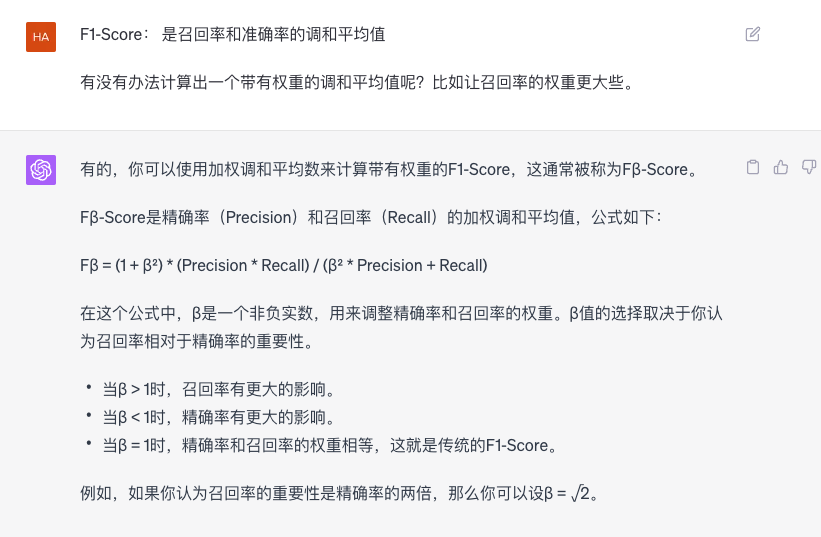 HA
F1-Score： 是召回率和准确率的调和平均值
有没有办法计算出一个带有权重的调和平均值呢？比如让召回率的权重更大些。
有的，你可以使用加权调和平均数来计算带有权重的F1-Score，这通常被称为Fβ-Score。
Fβ-Score是精确率（Precision）和召回率（Recall）的加权调和平均值，公式如下：
Fβ = (1 + β²) * (Precision * Recall) / (β² * Precision + Recall)
在这个公式中，β是一个非负实数，用来调整精确率和召回率的权重。β值的选择取决于你认
为召回率相对于精确率的重要性。
• 当β > 1时，召回率有更大的影响。
• 当β < 1时，精确率有更大的影响。
• 当β = 1时，精确率和召回率的权重相等，这就是传统的F1-Score。
例如，如果你认为召回率的重要性是精确率的两倍，那么你可以设β = √2。